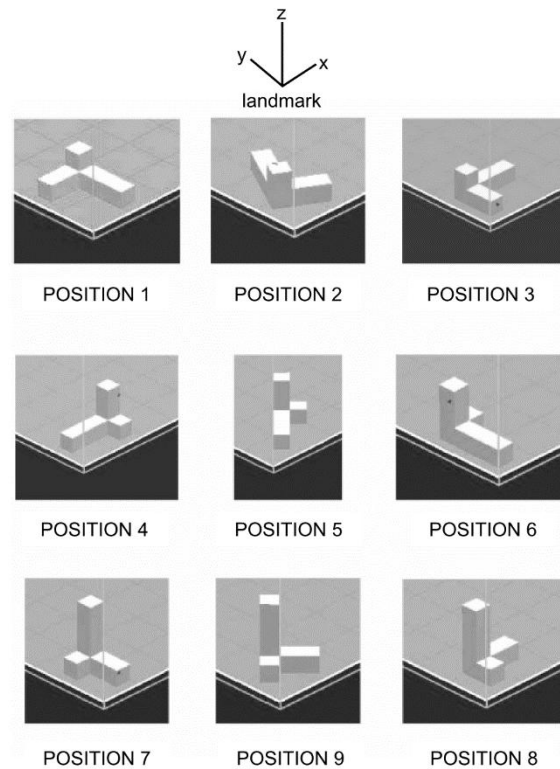 z
y
x
landmark
POSITION 1
POSITION 2
POSITION 3
POSITION 4
POSITION 5
POSITION 6
POSITION 7
POSITION 9
POSITION 8